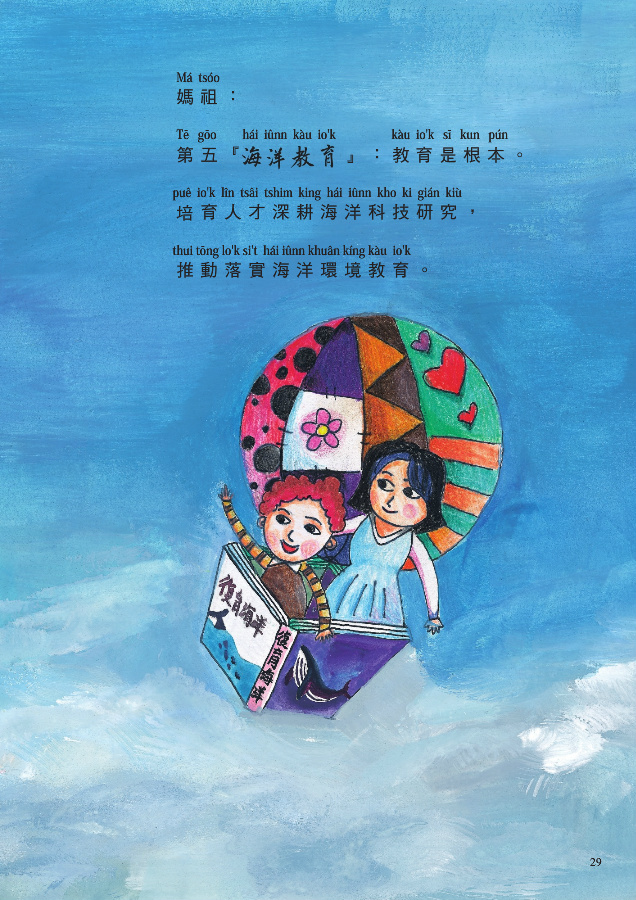 Má tsóo
媽祖：
Tē gōo hái iûnn kàu io'k kàu io'k sī kun pún
第五『海洋教育』：教育是根本。
puê io'k lîn tsâi tshim king hái iûnn kho ki gián kiù
培育人才深耕海洋科技研究，
thui tōng lo'k si't hái iûnn khuân kíng kàu io'k
推動落實海洋環境教育。
復育海洋
復育海洋
29